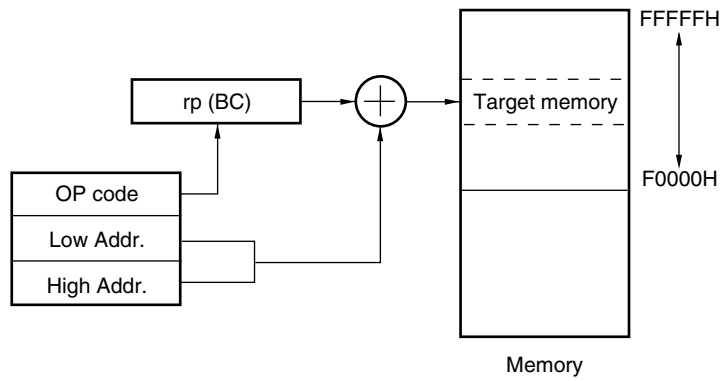 FFFFFH
rp (BC)
Target memory
OP code
F0000H
Low Addr.
High Addr.
Memory